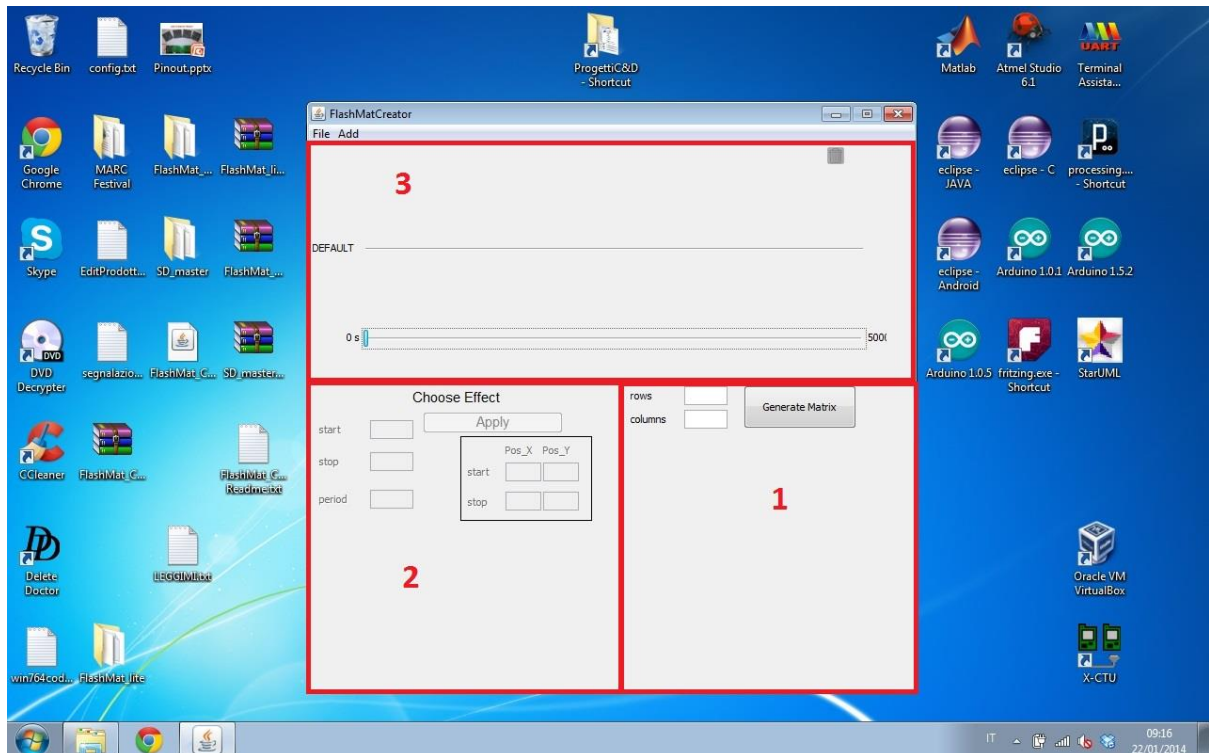 Recycle Bin
config.txt
Pinout.pptx
ProgettiC&D
- Shortcut
Matlab
Atmel Studio
6.1
UART
Terminal
Assista...
Google
Chrome
MARC
Festival
FlashMat_...
FlashMat_li...
eclipse -
JAVA
eclipse - C
processing....
- Shortcut
Skype
EditProdott...
SD_master
FlashMat_...
eclipse -
Android
Arduino 1.0.1
Arduino 1.5.2
DVD
DVD
Decrypter
segnalazio...
FlashMat_C...
SD_master...
Arduino 1.0.5
fritzing.exe -
Shortcut
StarUML
CCleaner
FlashMat_C...
FlashMat_C...
Readme.txt
Delete
Doctor
LEGGIMI.txt
Oracle VM
VirtualBox
win764cod...
FlashMat_lite
X-CTU
FlashMatCreator
File Add
3
DEFAULT
0 s
Choose Effect
Apply
start
stop
period
Pos_X Pos_Y
start
stop
2
rows
columns
Generate Matrix
1
IT
09:16
22/01/2014